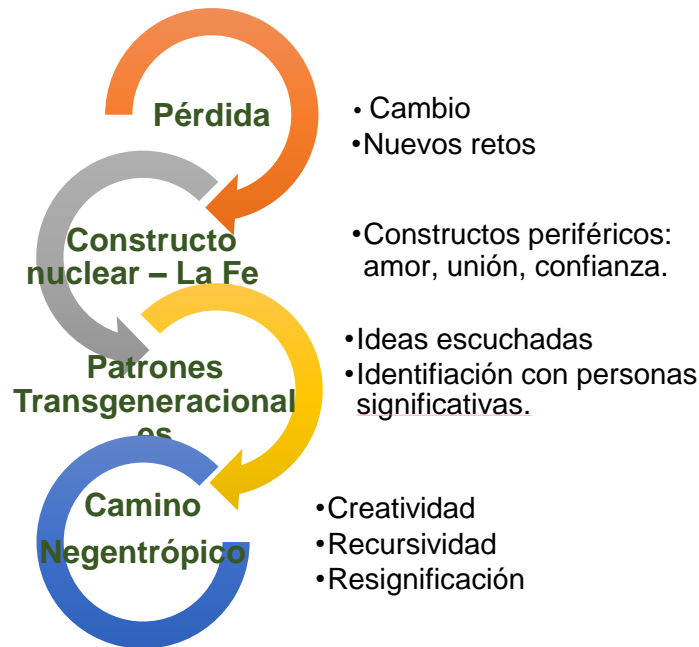 Pérdida
• Cambio
•Nuevos retos
Constructo
nuclear – La Fe
•Constructos periféricos:
amor, unión, confianza.
Patrones
Transgeneracional
es
•Ideas escuchadas
•Identifiación con personas
significativas.
Camino
Negentrópico
•Creatividad
•Recursividad
•Resignificación